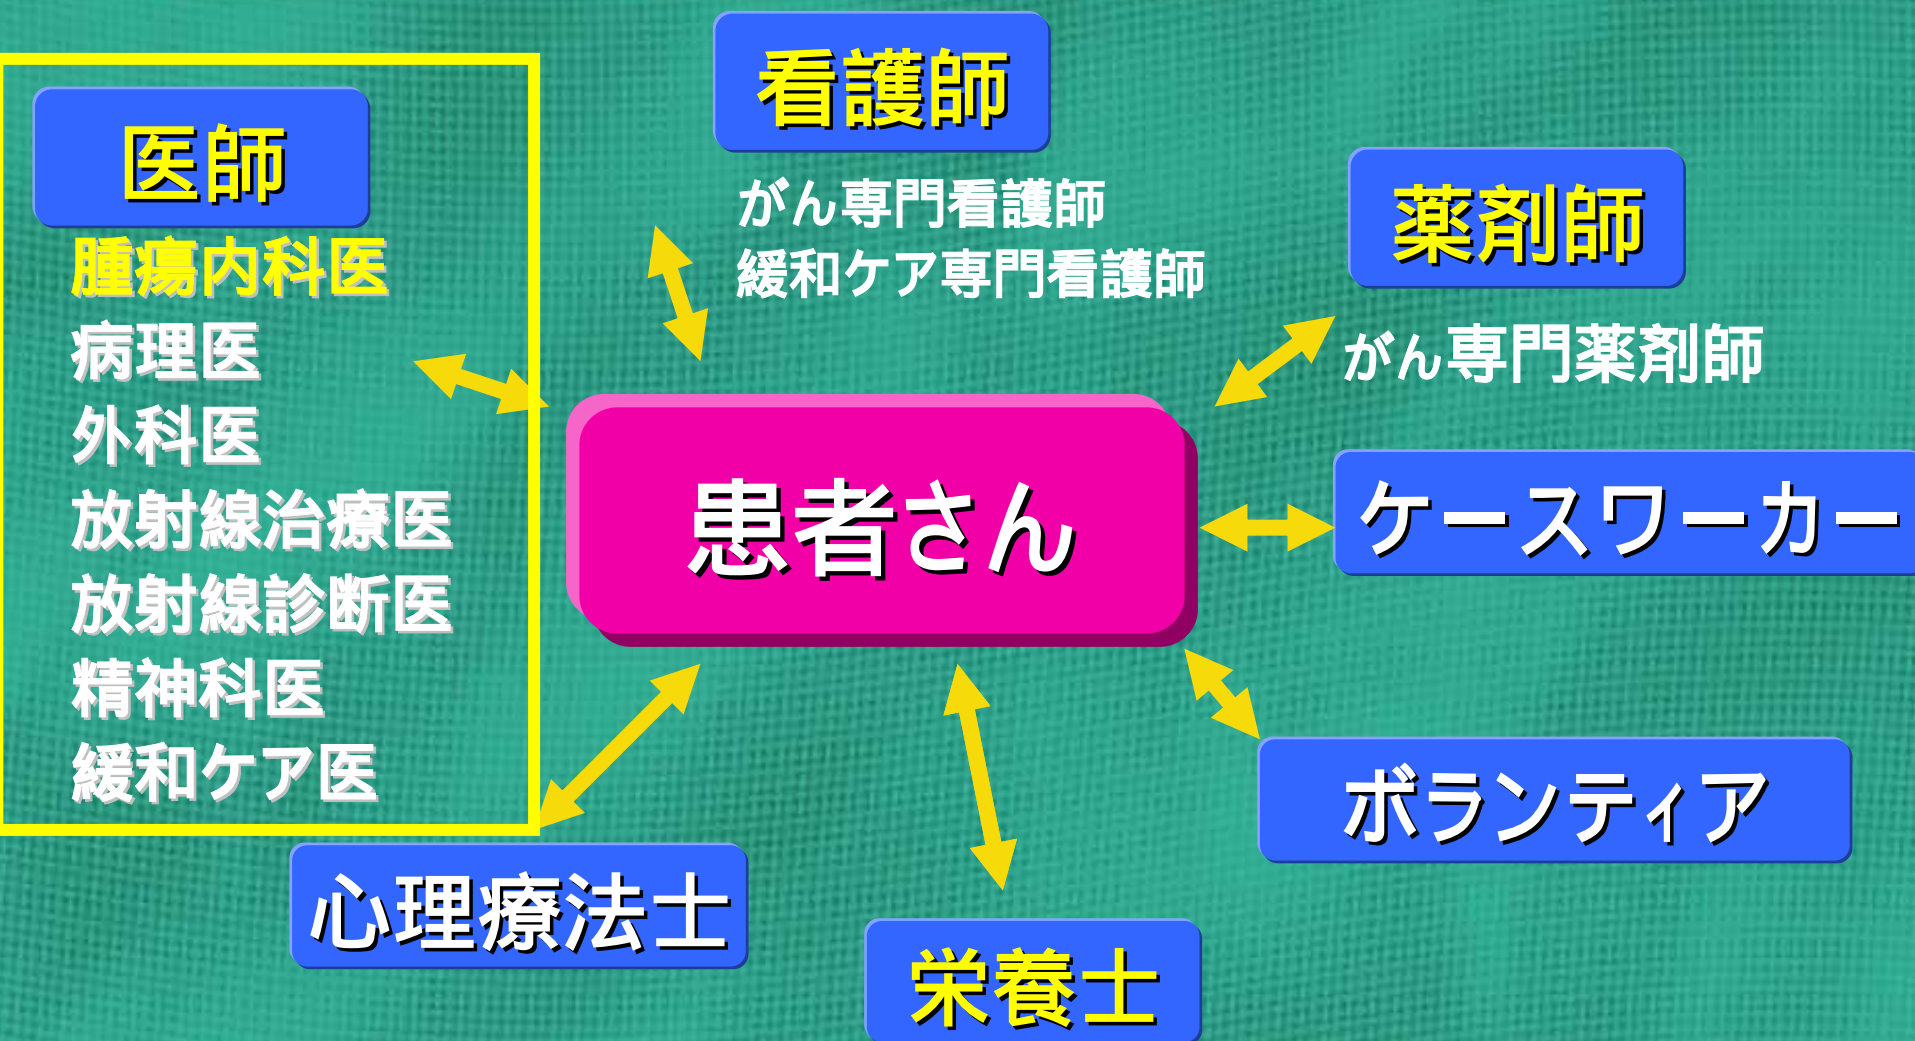 看護師
がん専門看護師
緩和ケア専門看護師
医師
腫瘍内科医
病理医
外科医
放射線治療医
放射線診断医
精神科医
緩和ケア医
薬剤師
がん専門薬剤師
患者さん
ケースワーカー
ボランティア
心理療法士
栄養士